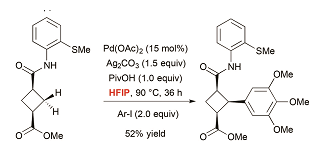 SMe
NH
O
H
H
O
OMe
Pd(OAc)₂ (15 mol%)
Ag₂CO₃ (1.5 equiv)
PivOH (1.0 equiv)
HFIP, 90 °C, 36 h
Ar-I (2.0 equiv)
52% yield
SMe
NH
O
OMe
OMe
OMe
OMe
O